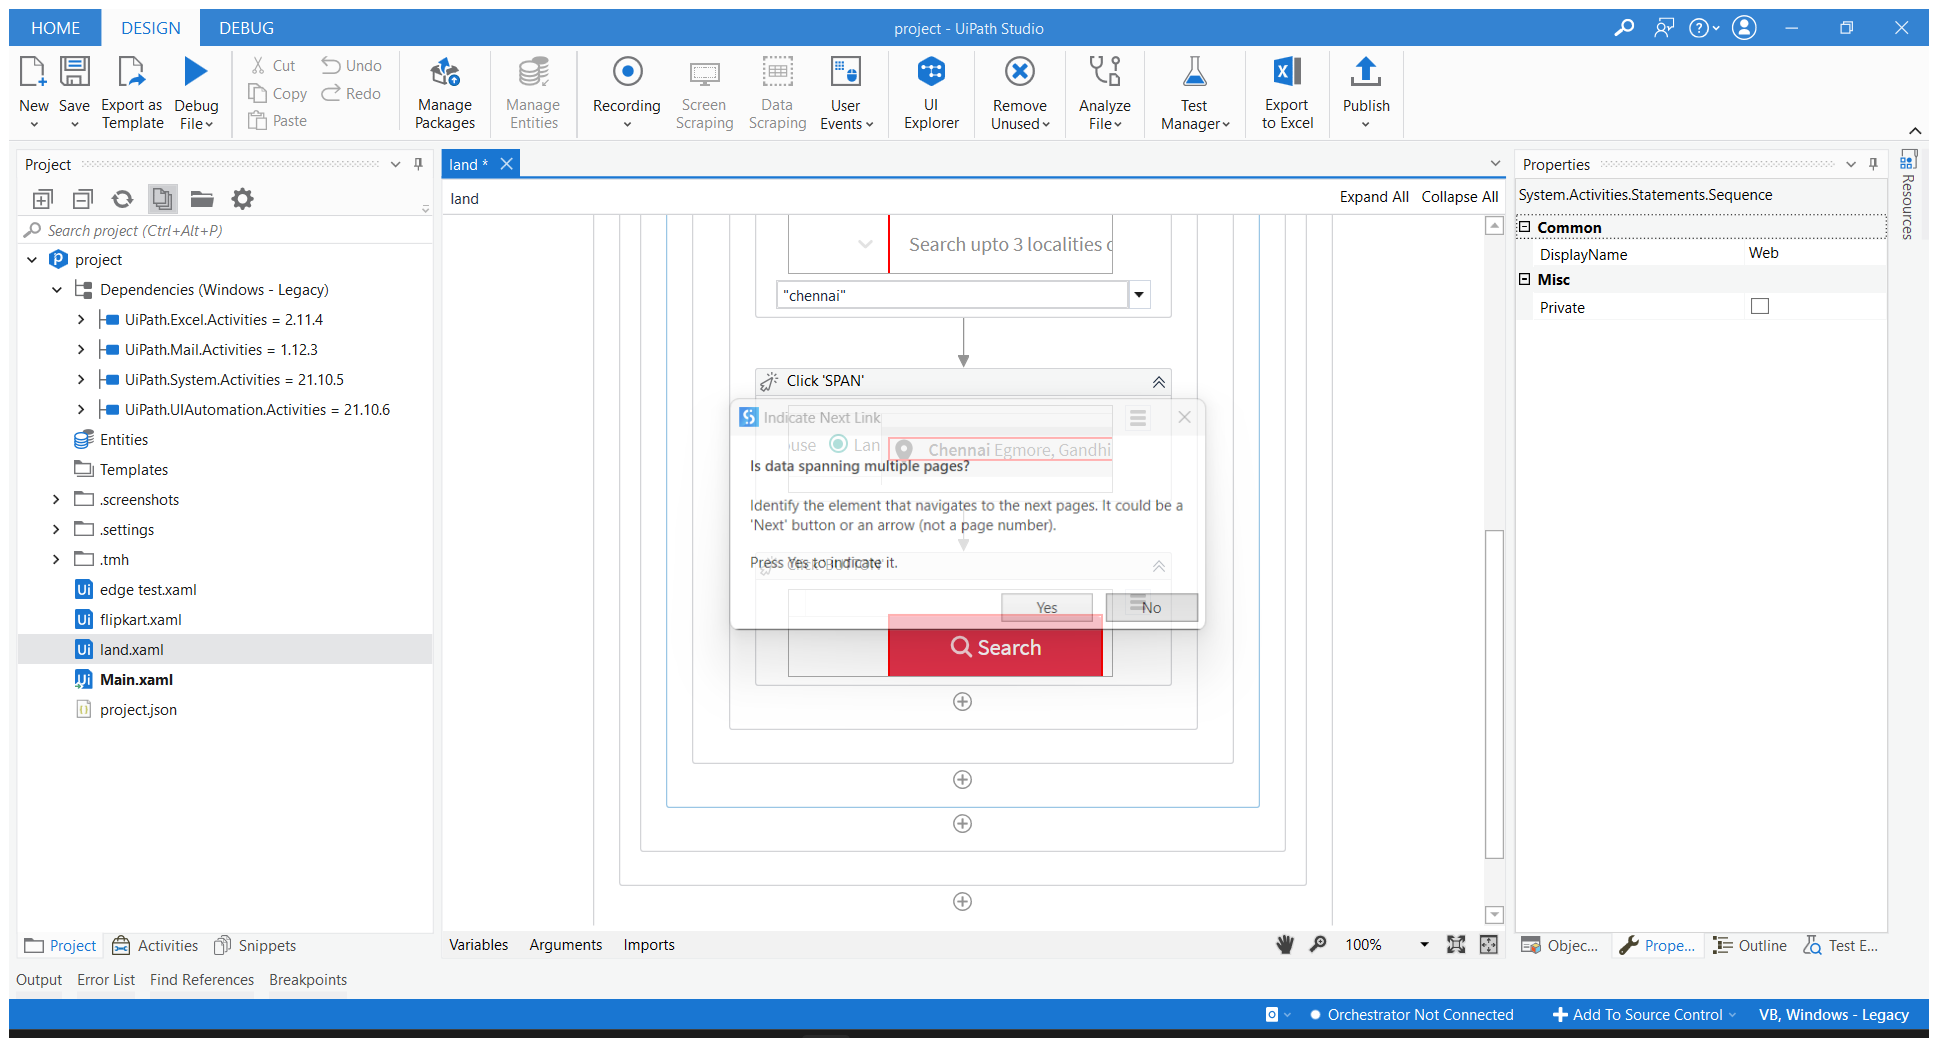 HOME
DESIGN
DEBUG
project - UiPath Studio
New
Save
Export as Template
Debug File
Cut
Copy
Paste
Undo
Redo
Manage Packages
Manage Entities
Recording
Screen Scraping
Data Scraping
User Events
UI Explorer
Remove Unused
Analyze File
Test Manager
Export to Excel
Publish
Project
Search project (Ctrl+Alt+P)
project
Dependencies (Windows - Legacy)
UiPath.Excel.Activities = 2.11.4
UiPath.Mail.Activities = 1.12.3
UiPath.System.Activities = 21.10.5
UiPath.UIAutomation.Activities = 21.10.6
Entities
Templates
.screenshots
.settings
.tmh
edge test.xaml
flipkart.xaml
land.xaml
Main.xaml
project.json
Project
Activities
Snippets
land *
land
Expand All
Collapse All
Search upto 3 localities
"chennai"
Click 'SPAN'
Indicate Next Link
Lan
Chennai Egmore, Gandhi
Is data spanning multiple pages?
Identify the element that navigates to the next pages. It could be a
'Next' button or an arrow (not a page number).
Press Yes to indicate it.
Yes
No
Search
Variables
Arguments
Imports
100%
Properties
System.Activities.Statements.Sequence
Common
DisplayName
Web
Misc
Private
Resources
Objec...
Prope...
Outline
Test E...
Output
Error List
Find References
Breakpoints
Orchestrator Not Connected
Add To Source Control
VB, Windows - Legacy